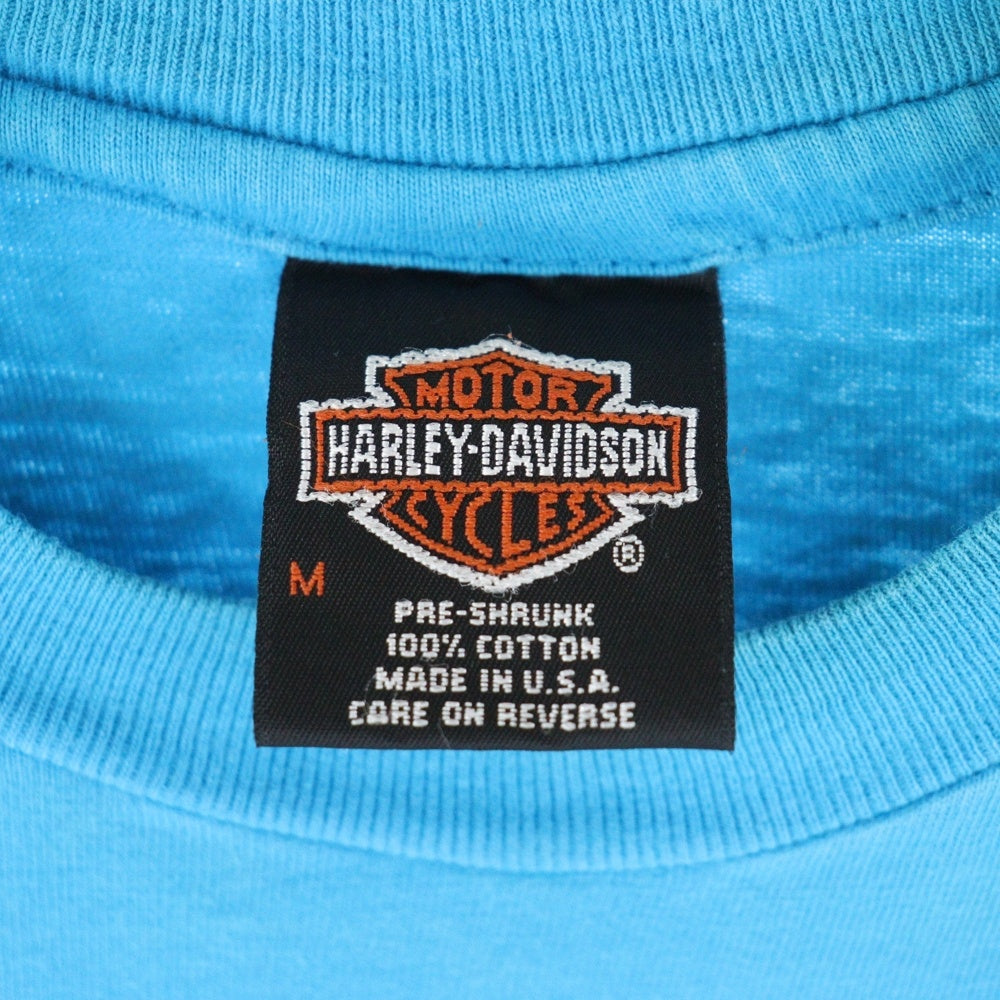 MOTOR
HARLEY-DAVIDSON
CYCLES
®
M
PRE-SHRUNK
100% COTTON
MADE IN U.S.A.
CARE ON REVERSE